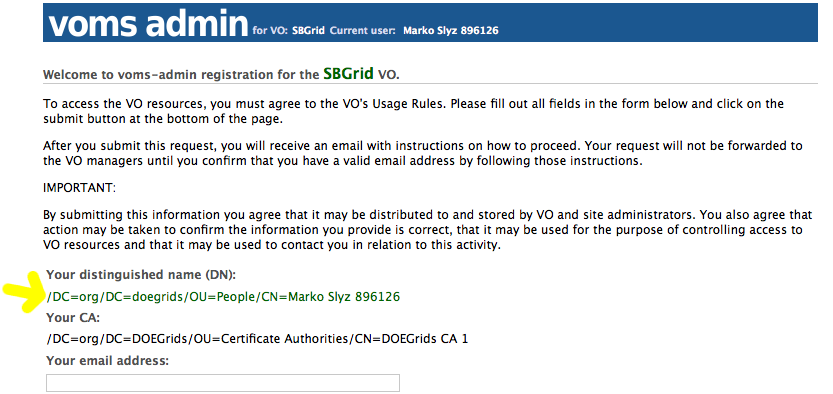 voms admin for VO: SBGrid Current user: Marko Slyz 896126
Welcome to voms-admin registration for the SBGrid VO.
To access the VO resources, you must agree to the VO's Usage Rules. Please fill out all fields in the form below and click on the
submit button at the bottom of the page.
After you submit this request, you will receive an email with instructions on how to proceed. Your request will not be forwarded to
the VO managers until you confirm that you have a valid email address by following those instructions.
IMPORTANT:
By submitting this information you agree that it may be distributed to and stored by VO and site administrators. You also agree that
action may be taken to confirm the information you provide is correct, that it may be used for the purpose of controlling access to
VO resources and that it may be used to contact you in relation to this activity.
Your distinguished name (DN):
/DC=org/DC=doegrids/OU=People/CN=Marko Slyz 896126
Your CA:
/DC=org/DC=DOEGrids/OU=Certificate Authorities/CN=DOEGrids CA 1
Your email address: